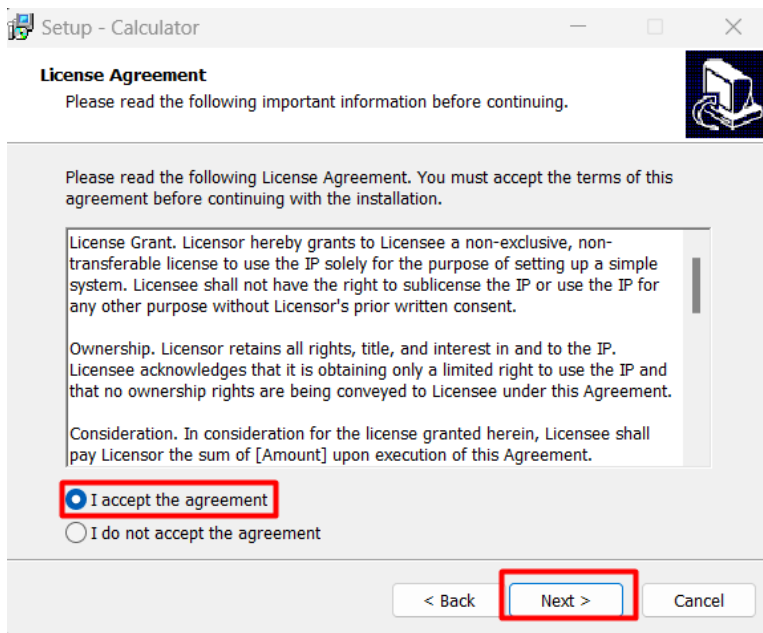 Setup - Calculator
License Agreement
Please read the following important information before continuing.
Please read the following License Agreement. You must accept the terms of this
agreement before continuing with the installation.
License Grant. Licensor hereby grants to Licensee a non-exclusive, non-
transferable license to use the IP solely for the purpose of setting up a simple
system. Licensee shall not have the right to sublicense the IP or use the IP for
any other purpose without Licensor's prior written consent.
Ownership. Licensor retains all rights, title, and interest in and to the IP.
Licensee acknowledges that it is obtaining only a limited right to use the IP and
that no ownership rights are being conveyed to Licensee under this Agreement.
Consideration. In consideration for the license granted herein, Licensee shall
pay Licensor the sum of [Amount] upon execution of this Agreement.
I accept the agreement
I do not accept the agreement
< Back
Next >
Cancel